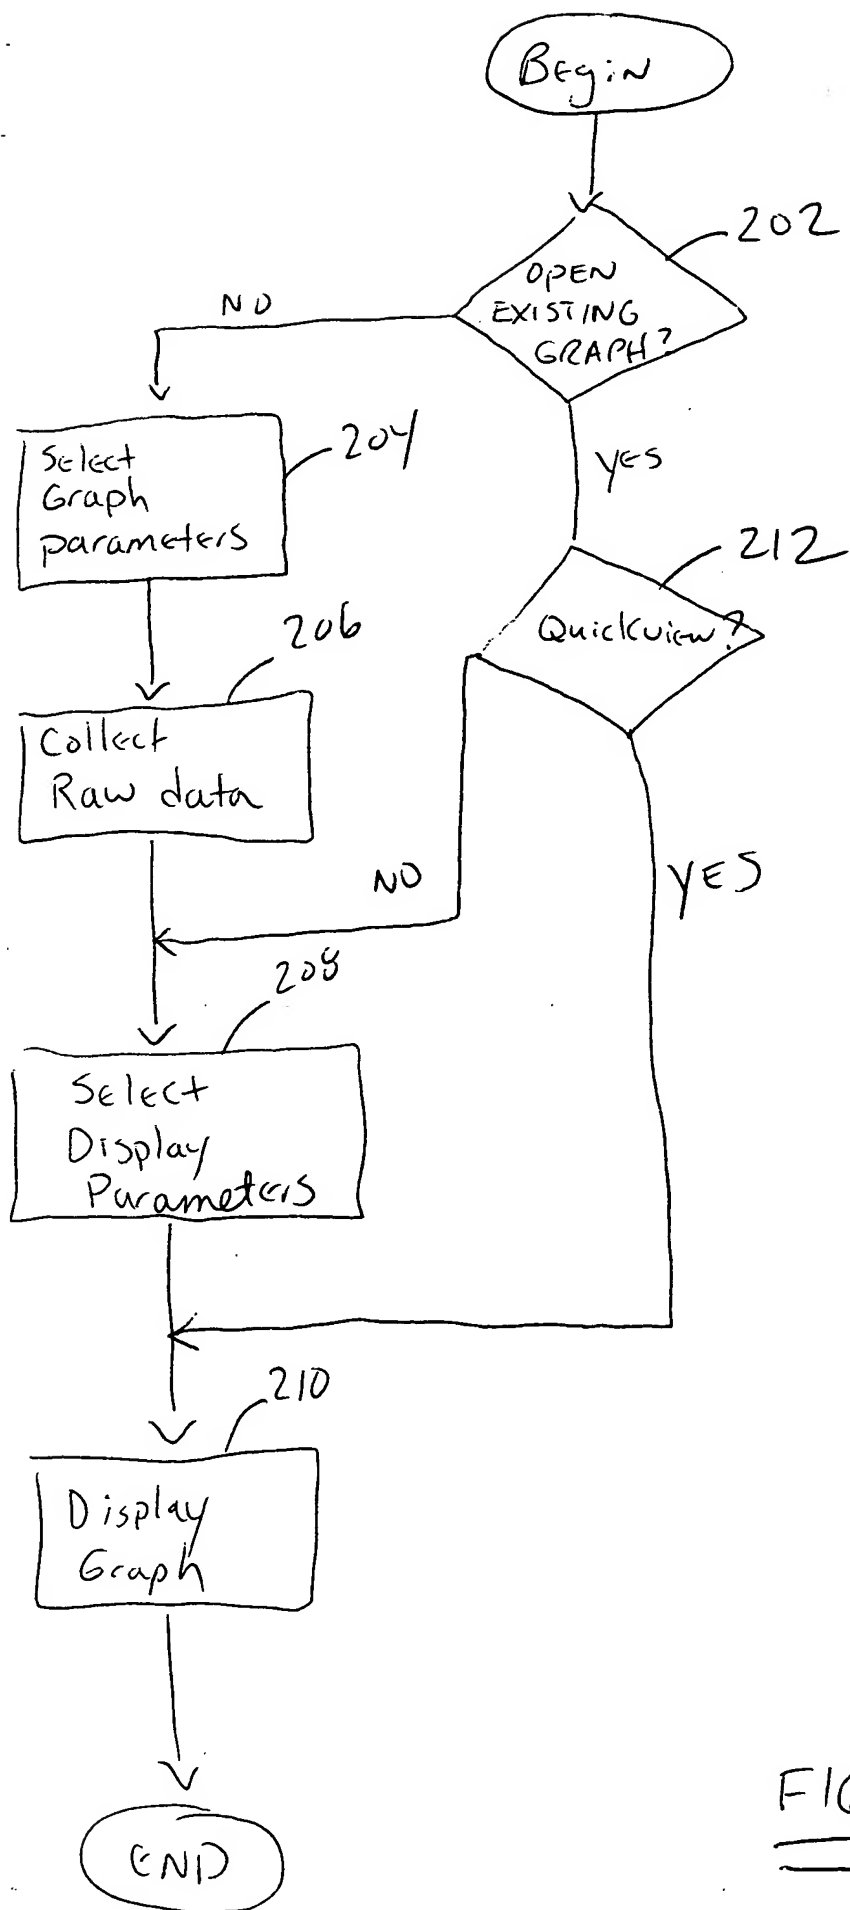 Begin
202
OPEN
EXISTING
GRAPH?
NO
YES
204
Select
Graph
parameters
212
Quickview?
206
Collect
Raw data
NO
YES
208
Select
Display
Parameters
210
Display
Graph
END